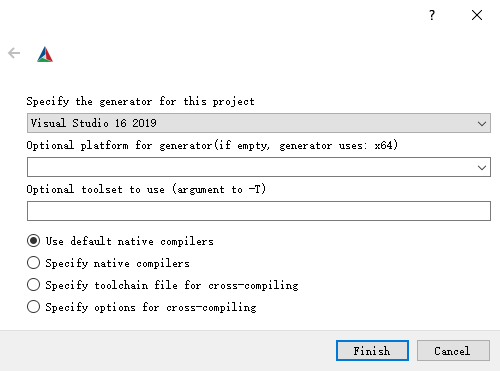 ?
Specify the generator for this project
Visual Studio 16 2019
Optional platform for generator(if empty, generator uses: x64)
Optional toolset to use (argument to -T)
Use default native compilers
Specify native compilers
Specify toolchain file for cross-compiling
Specify options for cross-compiling
Finish Cancel